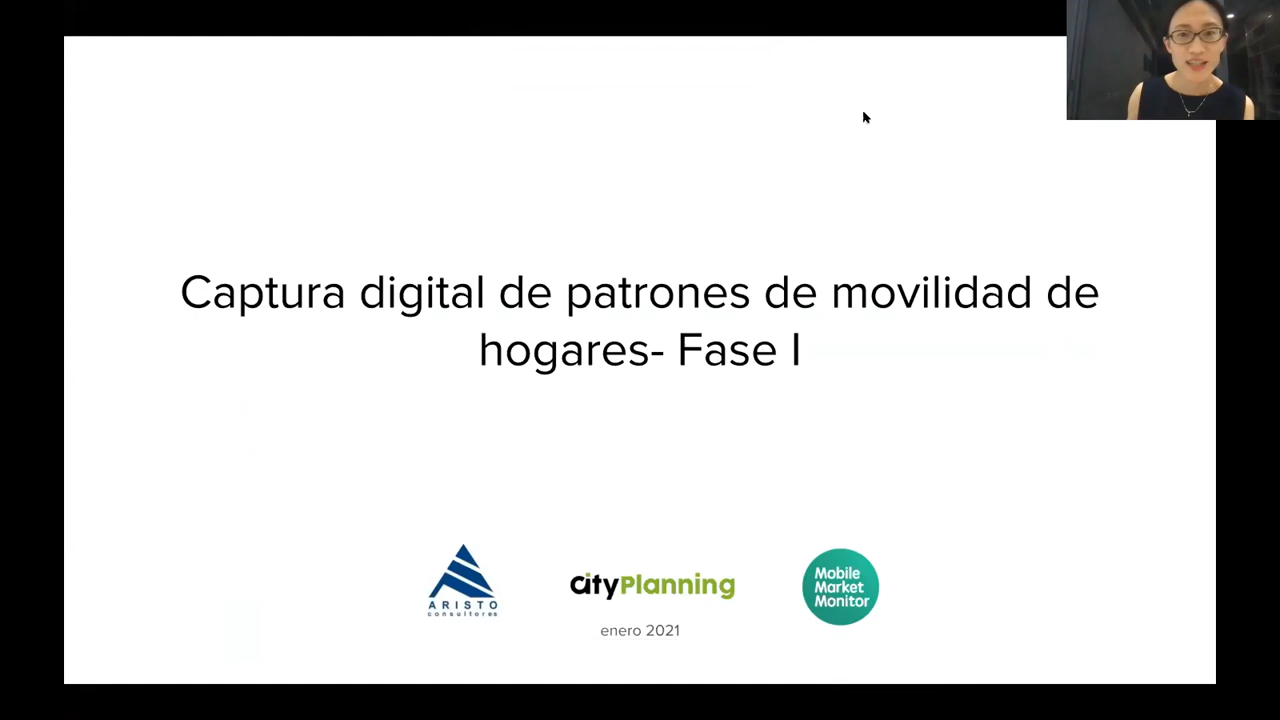 Captura digital de patrones de movilidad de
hogares- Fase I
ARISTO
consultores
cityPlanning
Mobile
Market
Monitor
enero 2021